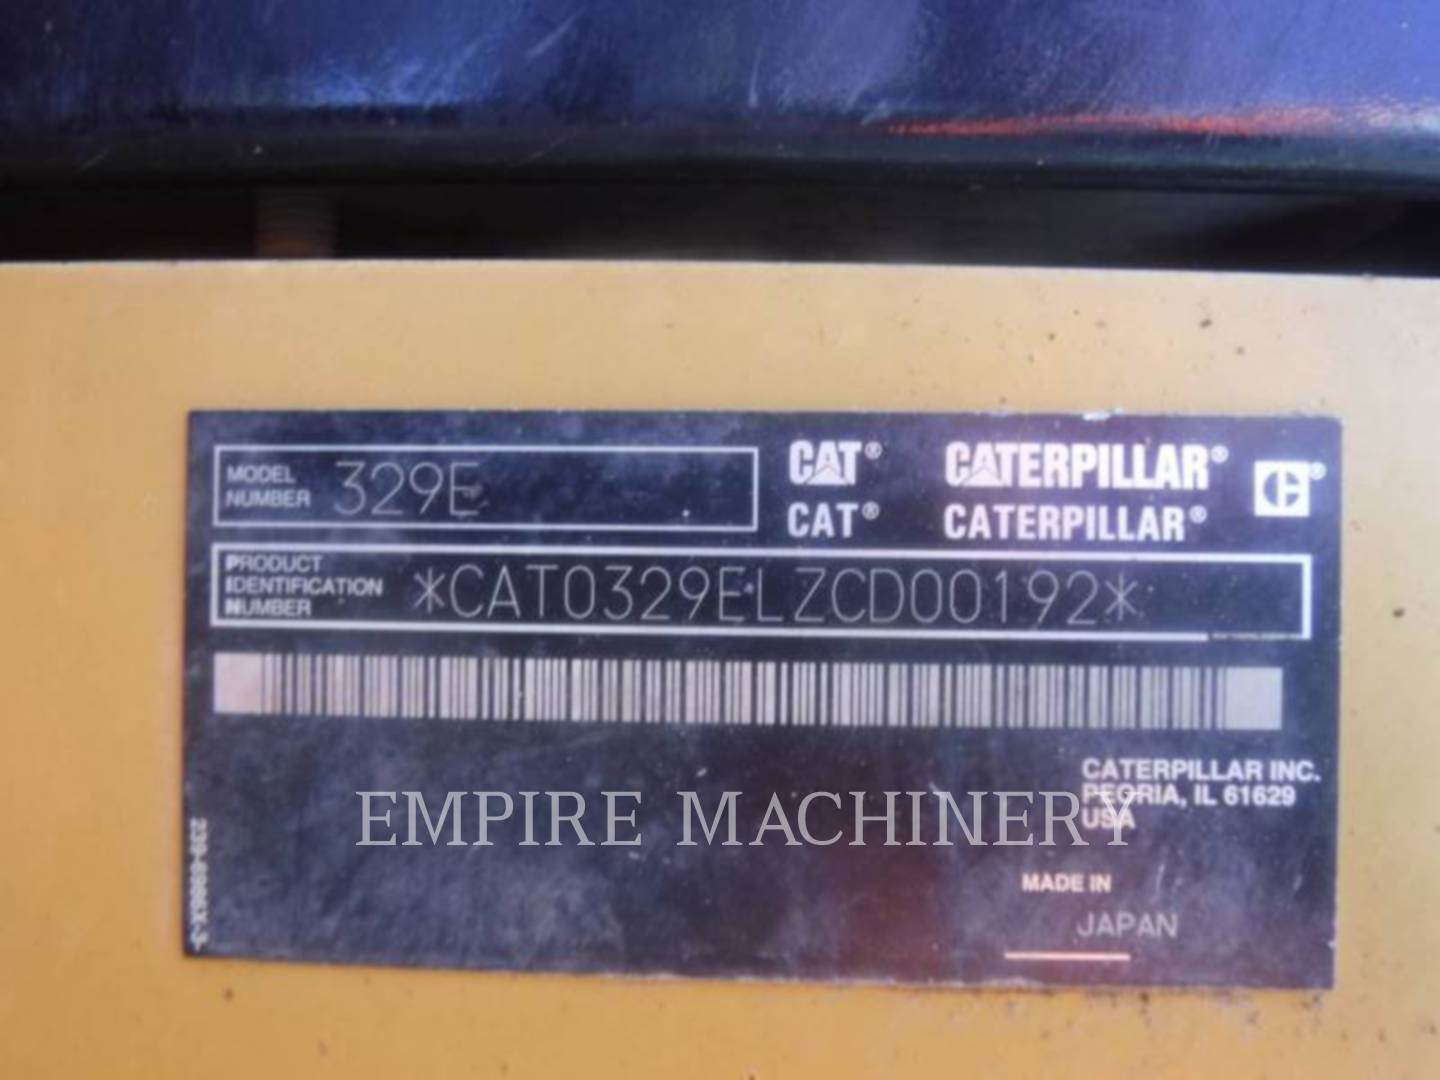 MODEL NUMBER 329E
CAT® CATERPILLAR®
CAT® CATERPILLAR®
PRODUCT
IDENTIFICATION
NUMBER
*CAT0329ELZCD00192*
CATERPILLAR INC.
PEORIA, IL 61629
USA
EMPIRE MACHINERY
MADE IN
JAPAN